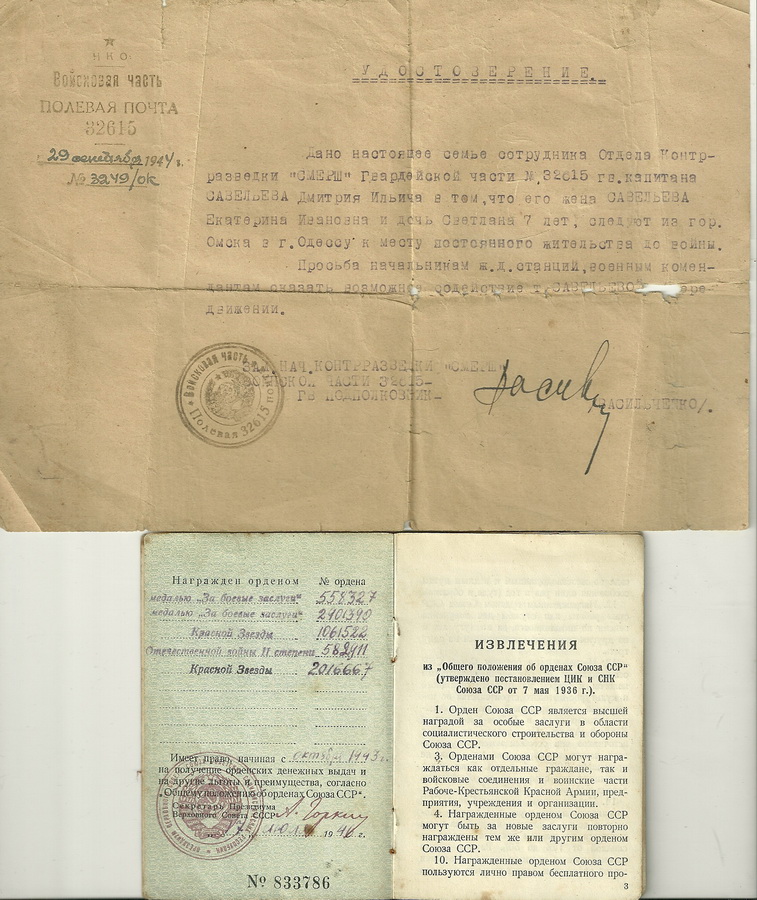 НКО
Войсковая часть
ПОЛЕВАЯ ПОЧТА
32615
29 сентября 1944 г.
№ 3249/ок
УДОСТОВЕРЕНИЕ
Дано настоящее семье сотрудника Отдела Контр-
разведки "СМЕРШ" Гвардейской части № 32615 гв.капитана
САВЕЛЬЕВА Дмитрия Ильича в том,что его жена САВЕЛЬЕВА
Екатерина Ивановна и дочь Светлана 7 лет, следуют из гор.
Омска в г.Одессу к месту постоянного жительства до войны.
Просьба начальникам ж.д.станций,военным комен-
дантам оказать возможное содействие т.САВЕЛЬЕВОЙ
движении.
ЗАМ.НАЧ.КОНТРРАЗВЕДКИ "СМЕРШ"
ЧАСТИ 32615-
ГВ ПОДПОЛКОВНИК-
ВАСИЛЬЧЕНКО/.
Войсковая часть
Полевая 32615
Награжден орденом № ордена
медалью „За боевые заслуги" 558327
медалью „За боевые заслуги" 2401390
Красной Звезды 1061522
Отечественной войны II степени 582911
Красной Звезды 2016667
Имеет право, начиная с октября 1943 г.
на получение орденских денежных выдач и
на другие льготы и преимущества, согласно
„Общему положению об орденах Союза ССР"
Секретарь Президиума
Верховного Совета СССР А. Горкин
июля 1946 г.
№ 833786
ИЗВЛЕЧЕНИЯ
из „Общего положения об орденах Союза ССР"
(утверждено постановлением ЦИК и СНК
Союза ССР от 7 мая 1936 г.).
1. Орден Союза ССР является высшей
наградой за особые заслуги в области
социалистического строительства и обороны
Союза ССР.
3. Орденами Союза ССР могут награ-
ждаться как отдельные граждане, так и
войсковые соединения и воинские части
Рабоче-Крестьянской Красной Армии, пред-
приятия, учреждения и организации.
4. Награжденные орденом Союза ССР
могут быть за новые заслуги повторно
награждены тем же или другим орденом
Союза ССР.
10. Награжденные орденом Союза ССР
пользуются лично правом бесплатного про-
3